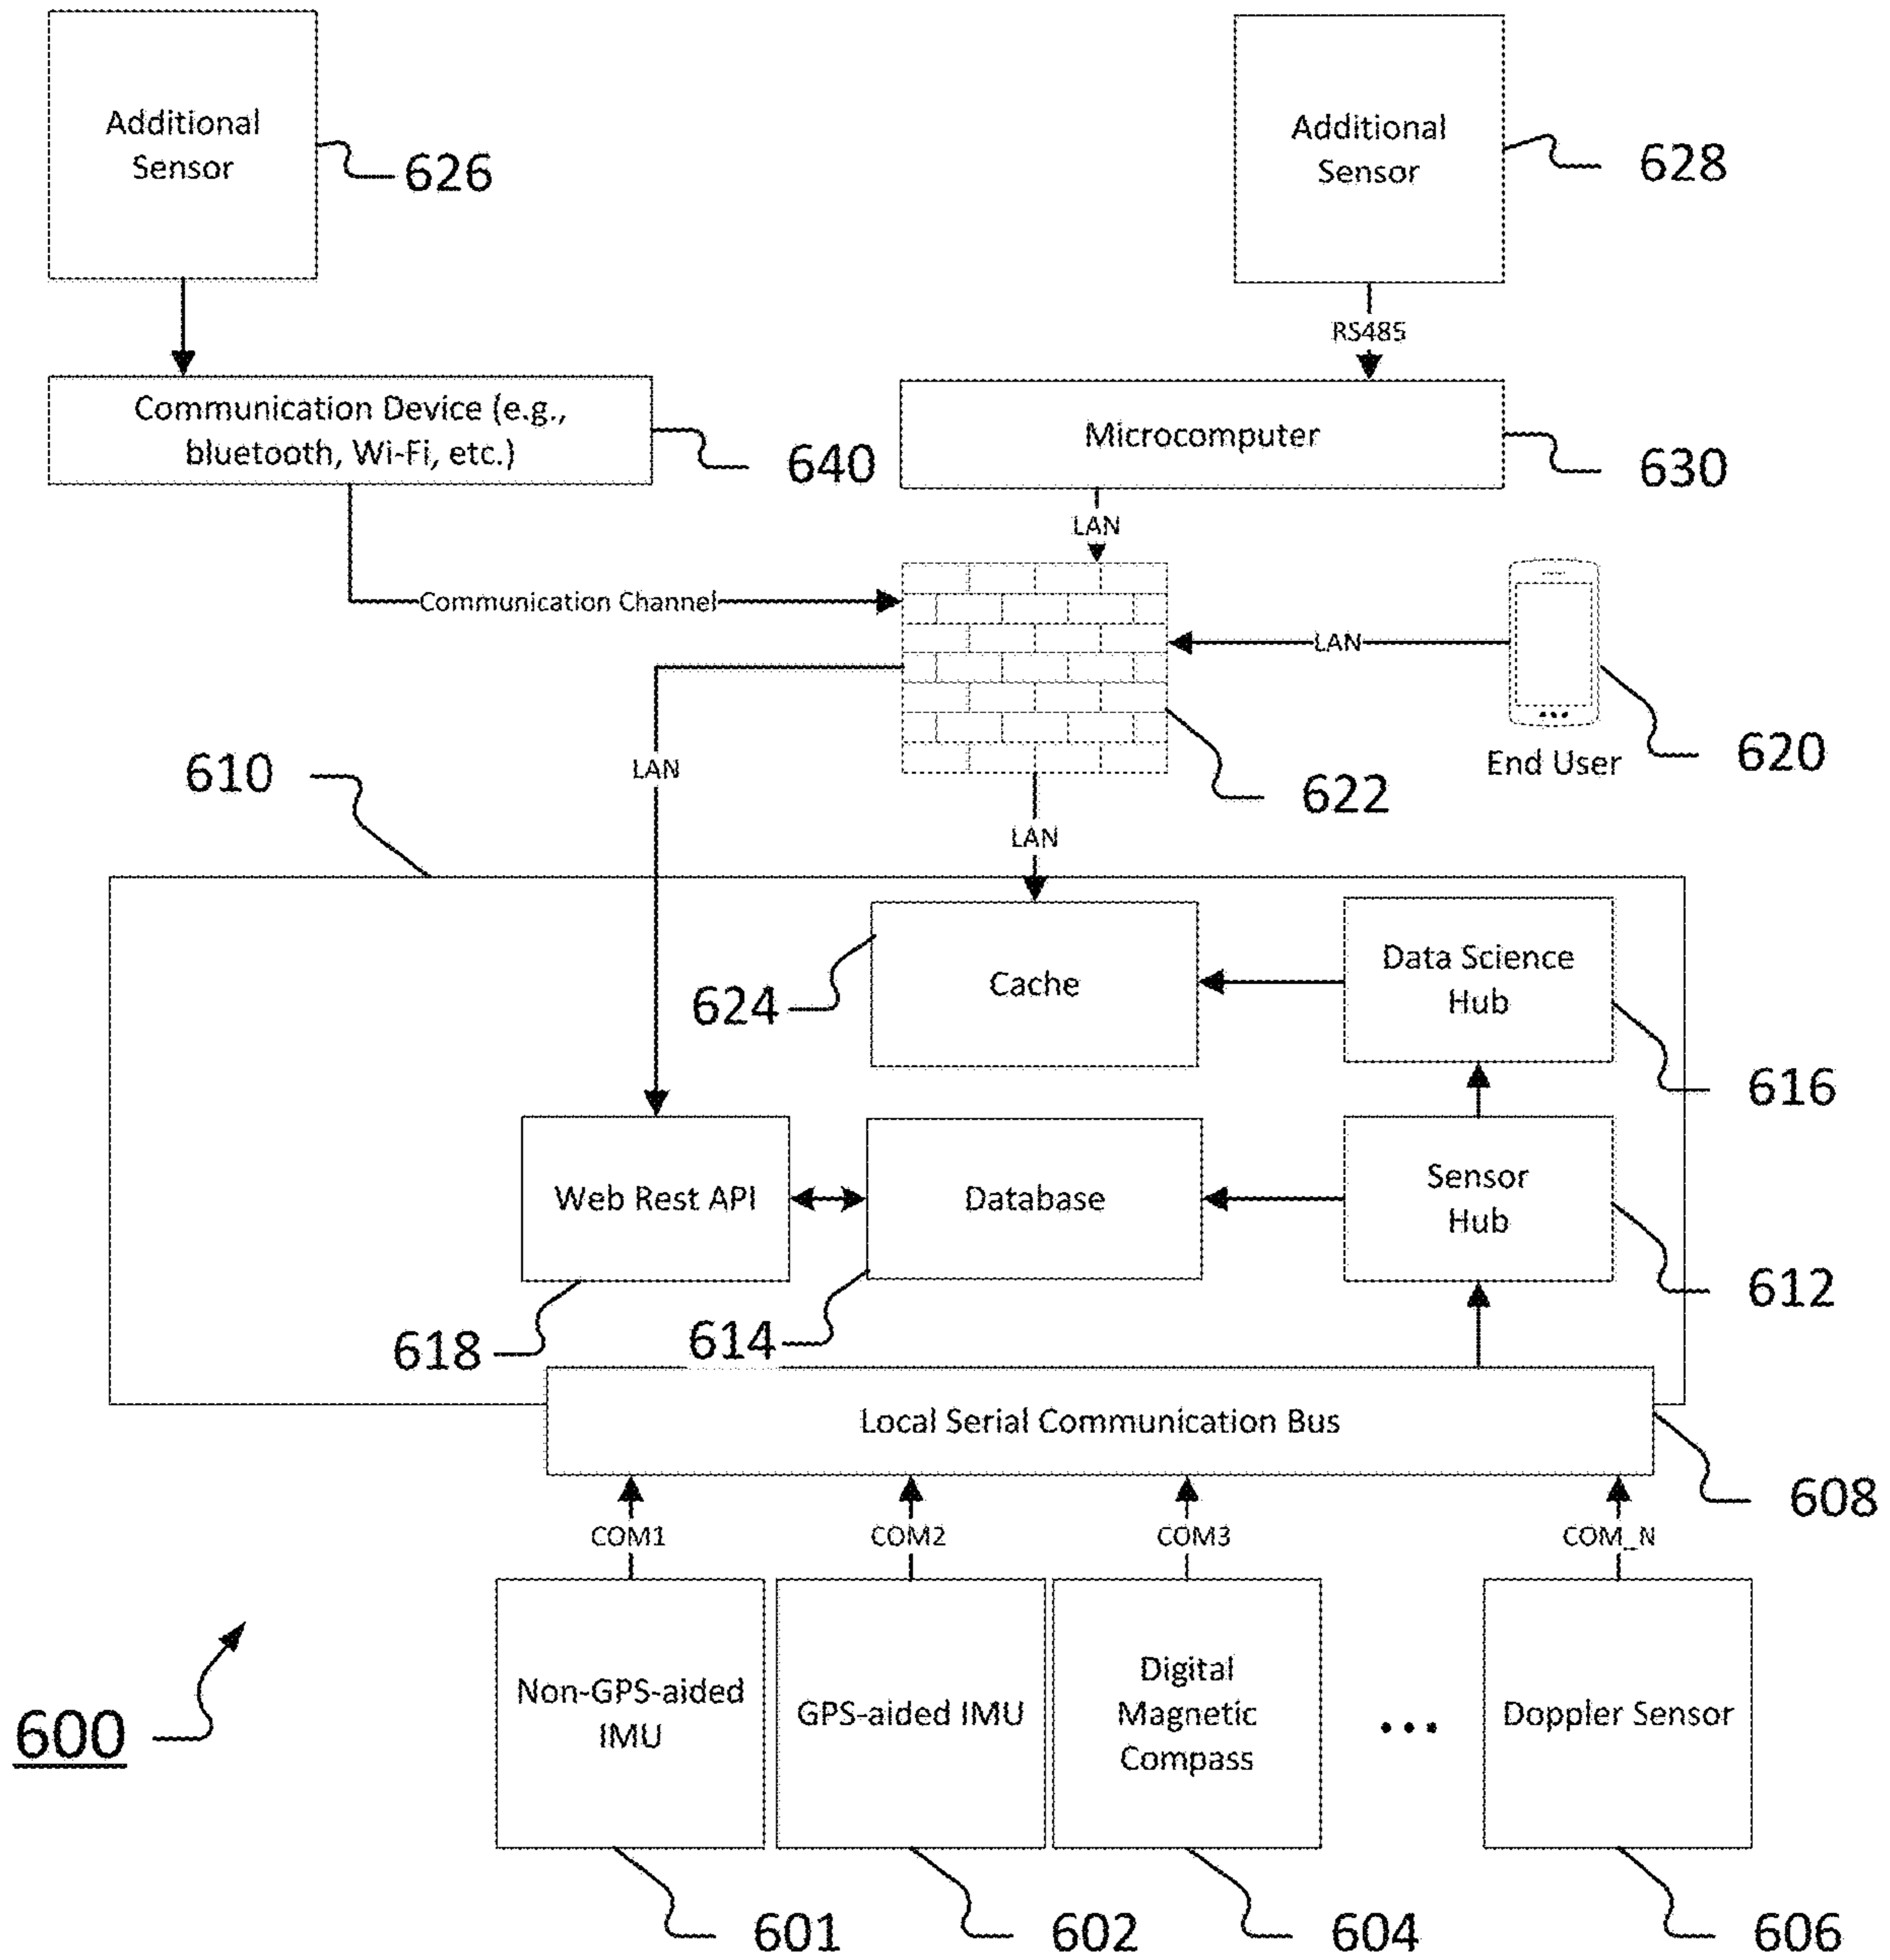 Additional
Sensor
626
Additional
Sensor
628
RS485
Communication Device (e.g.,
bluetooth, Wi-Fi, etc.)
640
Microcomputer
630
LAN
Communication Channel
LAN
End User
620
622
610
LAN
LAN
Cache
624
Data Science
Hub
616
Web Rest API
618
Database
614
Sensor
Hub
612
Local Serial Communication Bus
608
COM1
COM2
COM3
COM_N
Non-GPS-aided
IMU
GPS-aided IMU
Digital
Magnetic
Compass
•••
Doppler Sensor
600
601
602
604
606